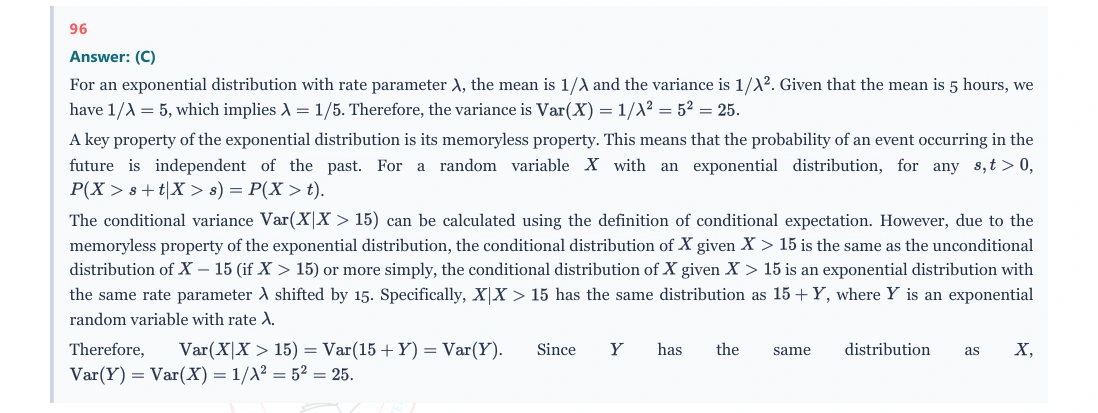 96
Answer: (C)
For an exponential distribution with rate parameter λ, the mean is 1/λ and the variance is 1/λ². Given that the mean is 5 hours, we
have 1/λ = 5, which implies λ = 1/5. Therefore, the variance is Var(X) = 1/λ² = 5² = 25.
A key property of the exponential distribution is its memoryless property. This means that the probability of an event occurring in the
future is independent of the past. For a random variable X with an exponential distribution, for any s, t > 0,
P(X > s + t|X > s) = P(X > t).
The conditional variance Var(X|X > 15) can be calculated using the definition of conditional expectation. However, due to the
memoryless property of the exponential distribution, the conditional distribution of X given X > 15 is the same as the unconditional
distribution of X − 15 (if X > 15) or more simply, the conditional distribution of X given X > 15 is an exponential distribution with
the same rate parameter λ shifted by 15. Specifically, X|X > 15 has the same distribution as 15 + Y, where Y is an exponential
random variable with rate λ.
Therefore, Var(X|X > 15) = Var(15 + Y) = Var(Y). Since Y has the same distribution as X,
Var(Y) = Var(X) = 1/λ² = 5² = 25.